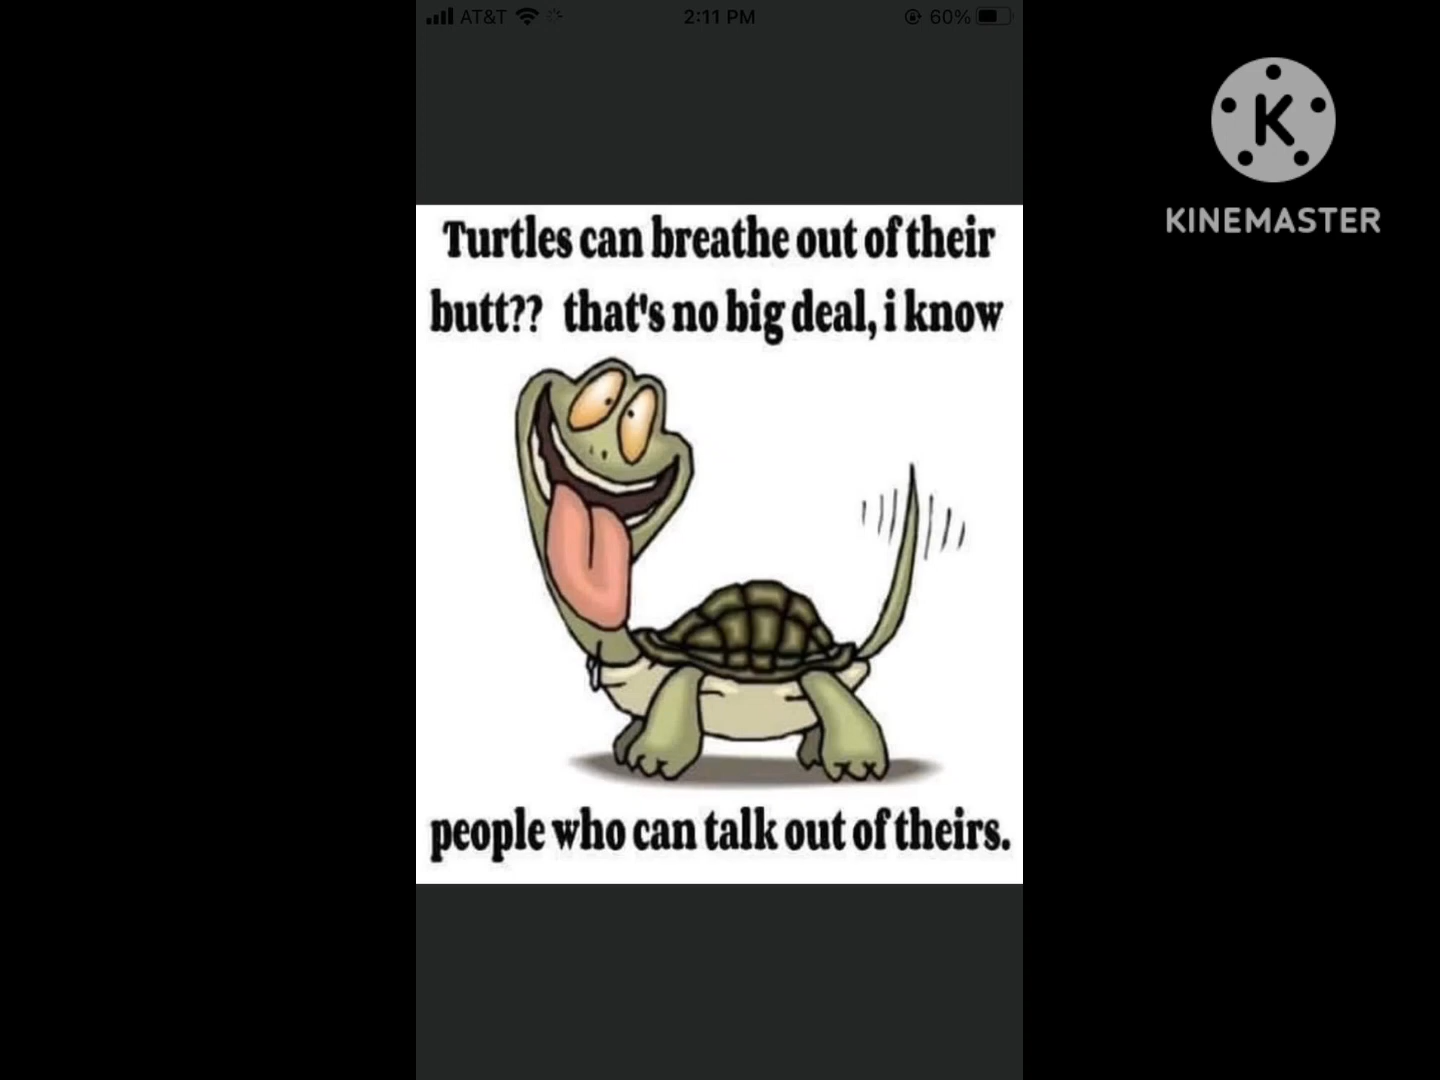 AT&T 2:11 PM 60%
K
KINEMASTER
Turtles can breathe out of their
butt?? that's no big deal, i know
people who can talk out of theirs.